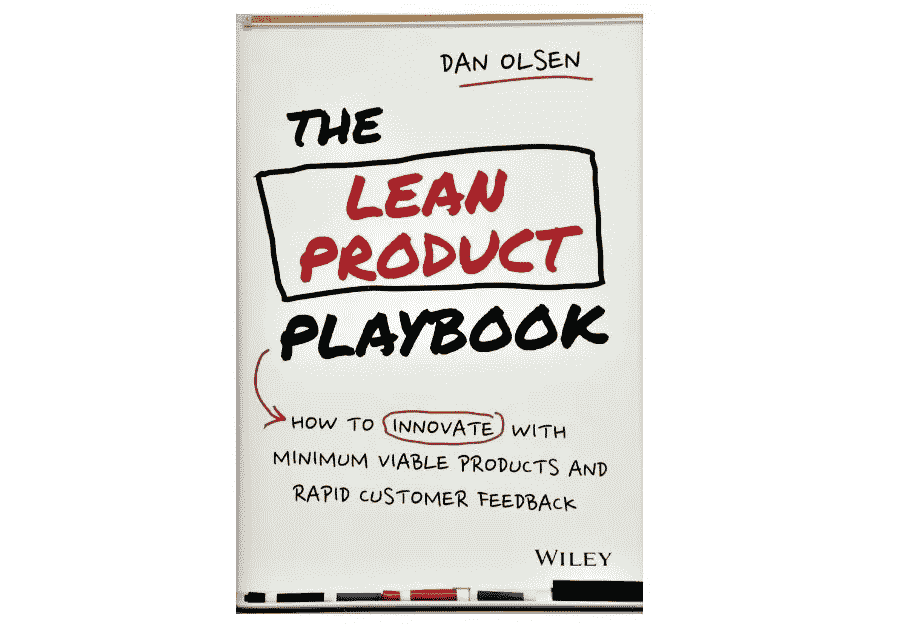 DAN OLSEN
THE
LEAN
PRODUCT
PLAYBOOK
HOW TO INNOVATE WITH
MINIMUM VIABLE PRODUCTS AND
RAPID CUSTOMER FEEDBACK
WILEY